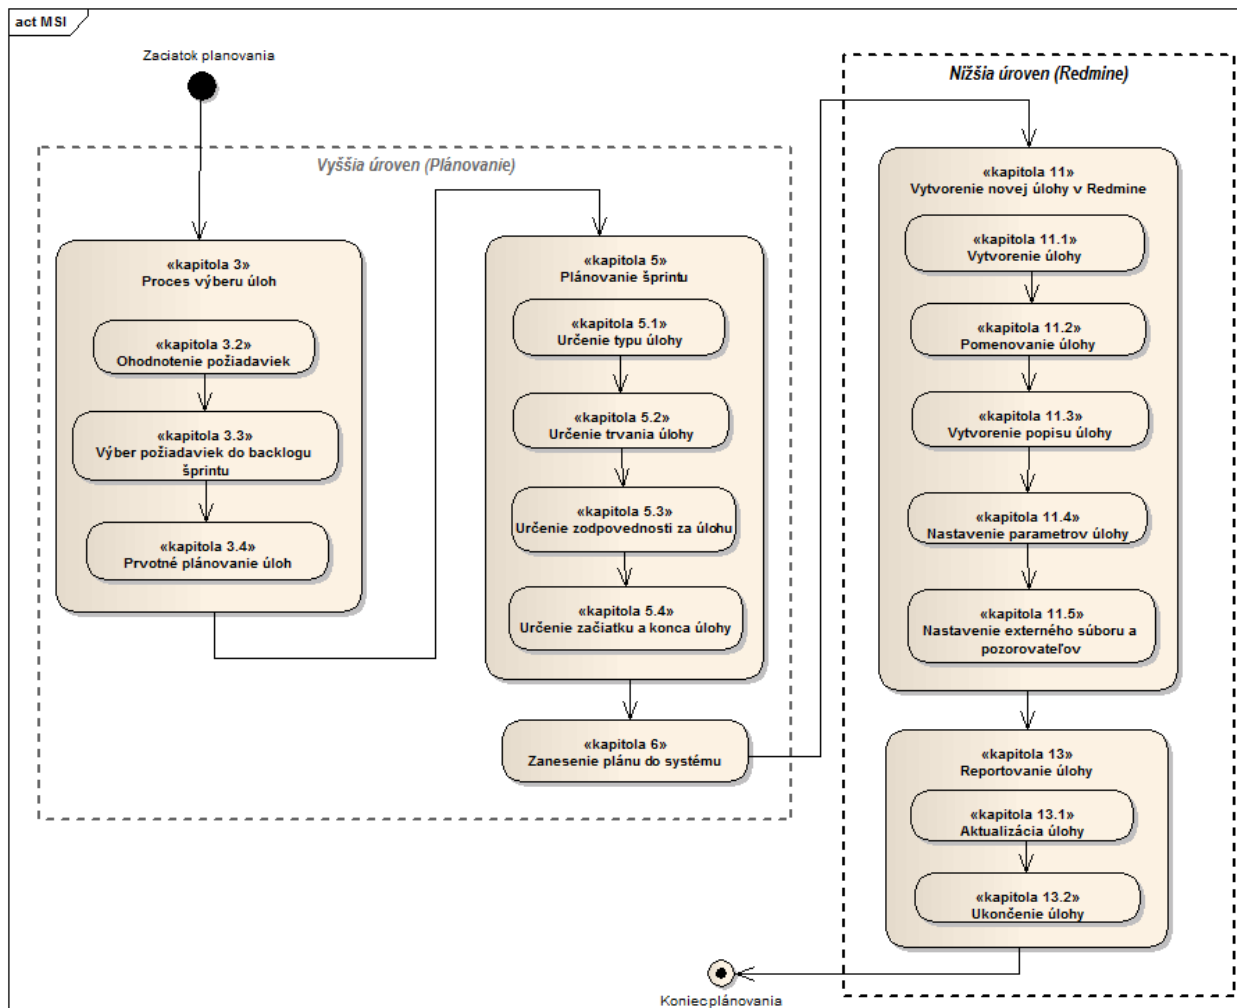 act MSI
Zaciatok planovania
Vyššia úroven (Plánovanie)
«kapitola 3»
Proces výberu úloh
«kapitola 3.2»
Ohodnotenie požiadaviek
«kapitola 3.3»
Výber požiadaviek do backlogu
šprintu
«kapitola 3.4»
Prvotné plánovanie úloh
«kapitola 5»
Plánovanie šprintu
«kapitola 5.1»
Určenie typu úlohy
«kapitola 5.2»
Určenie trvania úlohy
«kapitola 5.3»
Určenie zodpovednosti za úlohu
«kapitola 5.4»
Určenie začiatku a konca úlohy
«kapitola 6»
Zanesenie plánu do systému
Nižšia úroven (Redmine)
«kapitola 11»
Vytvorenie novej úlohy v Redmine
«kapitola 11.1»
Vytvorenie úlohy
«kapitola 11.2»
Pomenovanie úlohy
«kapitola 11.3»
Vytvorenie popisu úlohy
«kapitola 11.4»
Nastavenie parametrov úlohy
«kapitola 11.5»
Nastavenie externého súboru a
pozorovateľov
«kapitola 13»
Reportovanie úlohy
«kapitola 13.1»
Aktualizácia úlohy
«kapitola 13.2»
Ukončenie úlohy
Koniec plánovania